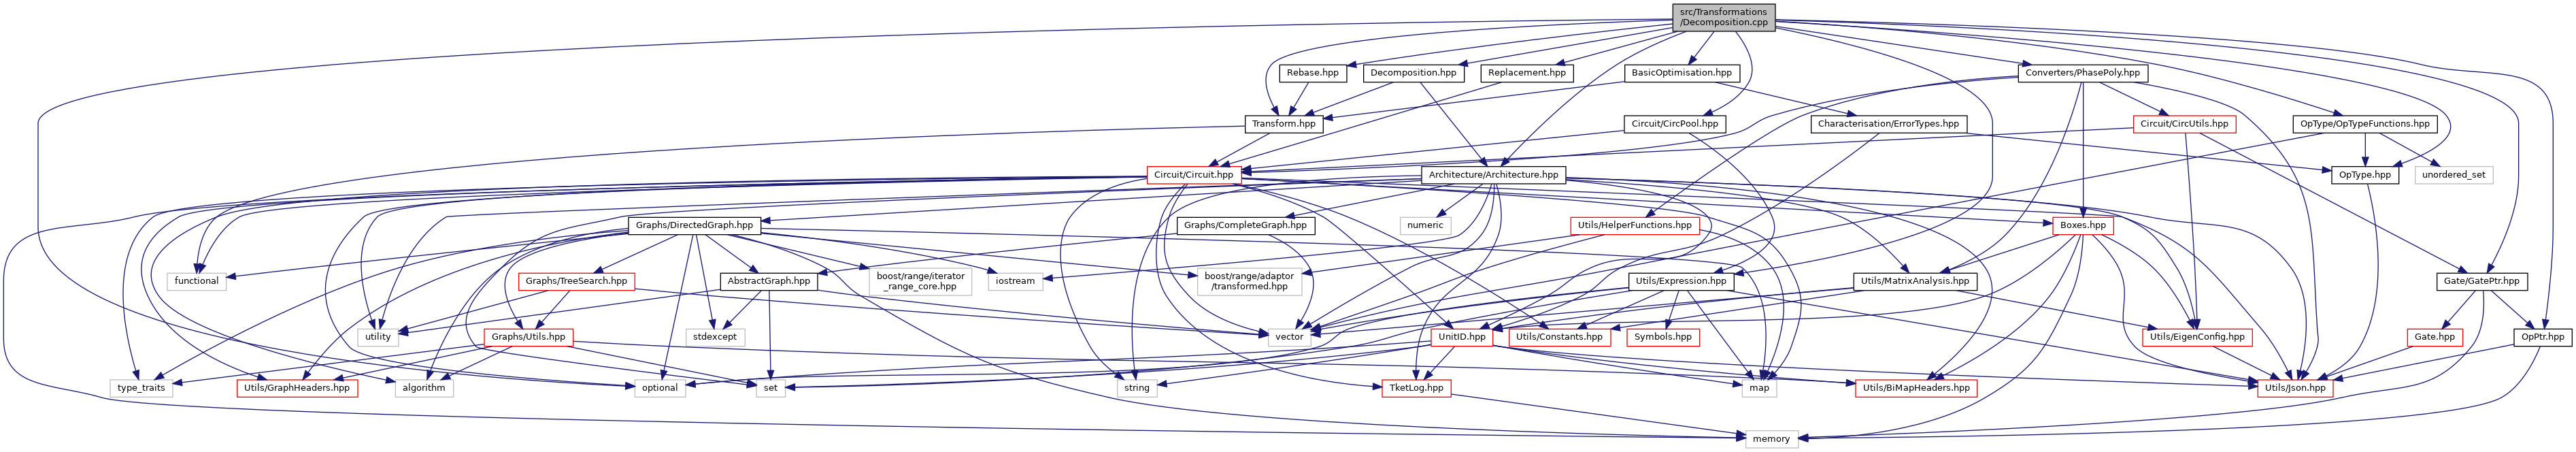 src/Transformations
/Decomposition.cpp
Rebase.hpp
Decomposition.hpp
Replacement.hpp
BasicOptimisation.hpp
Converters/PhasePoly.hpp
Transform.hpp
Circuit/CircPool.hpp
Characterisation/ErrorTypes.hpp
Circuit/CircUtils.hpp
OpType/OpTypeFunctions.hpp
Circuit/Circuit.hpp
Architecture/Architecture.hpp
OpType.hpp
unordered_set
Graphs/DirectedGraph.hpp
Graphs/CompleteGraph.hpp
numeric
Utils/HelperFunctions.hpp
Boxes.hpp
functional
Graphs/TreeSearch.hpp
AbstractGraph.hpp
boost/range/iterator
_range_core.hpp
iostream
boost/range/adaptor
/transformed.hpp
Utils/Expression.hpp
Utils/MatrixAnalysis.hpp
Gate/GatePtr.hpp
utility
Graphs/Utils.hpp
stdexcept
vector
UnitID.hpp
Utils/Constants.hpp
Symbols.hpp
Utils/EigenConfig.hpp
Gate.hpp
OpPtr.hpp
type_traits
Utils/GraphHeaders.hpp
algorithm
optional
set
string
TketLog.hpp
map
Utils/BiMapHeaders.hpp
Utils/Json.hpp
memory